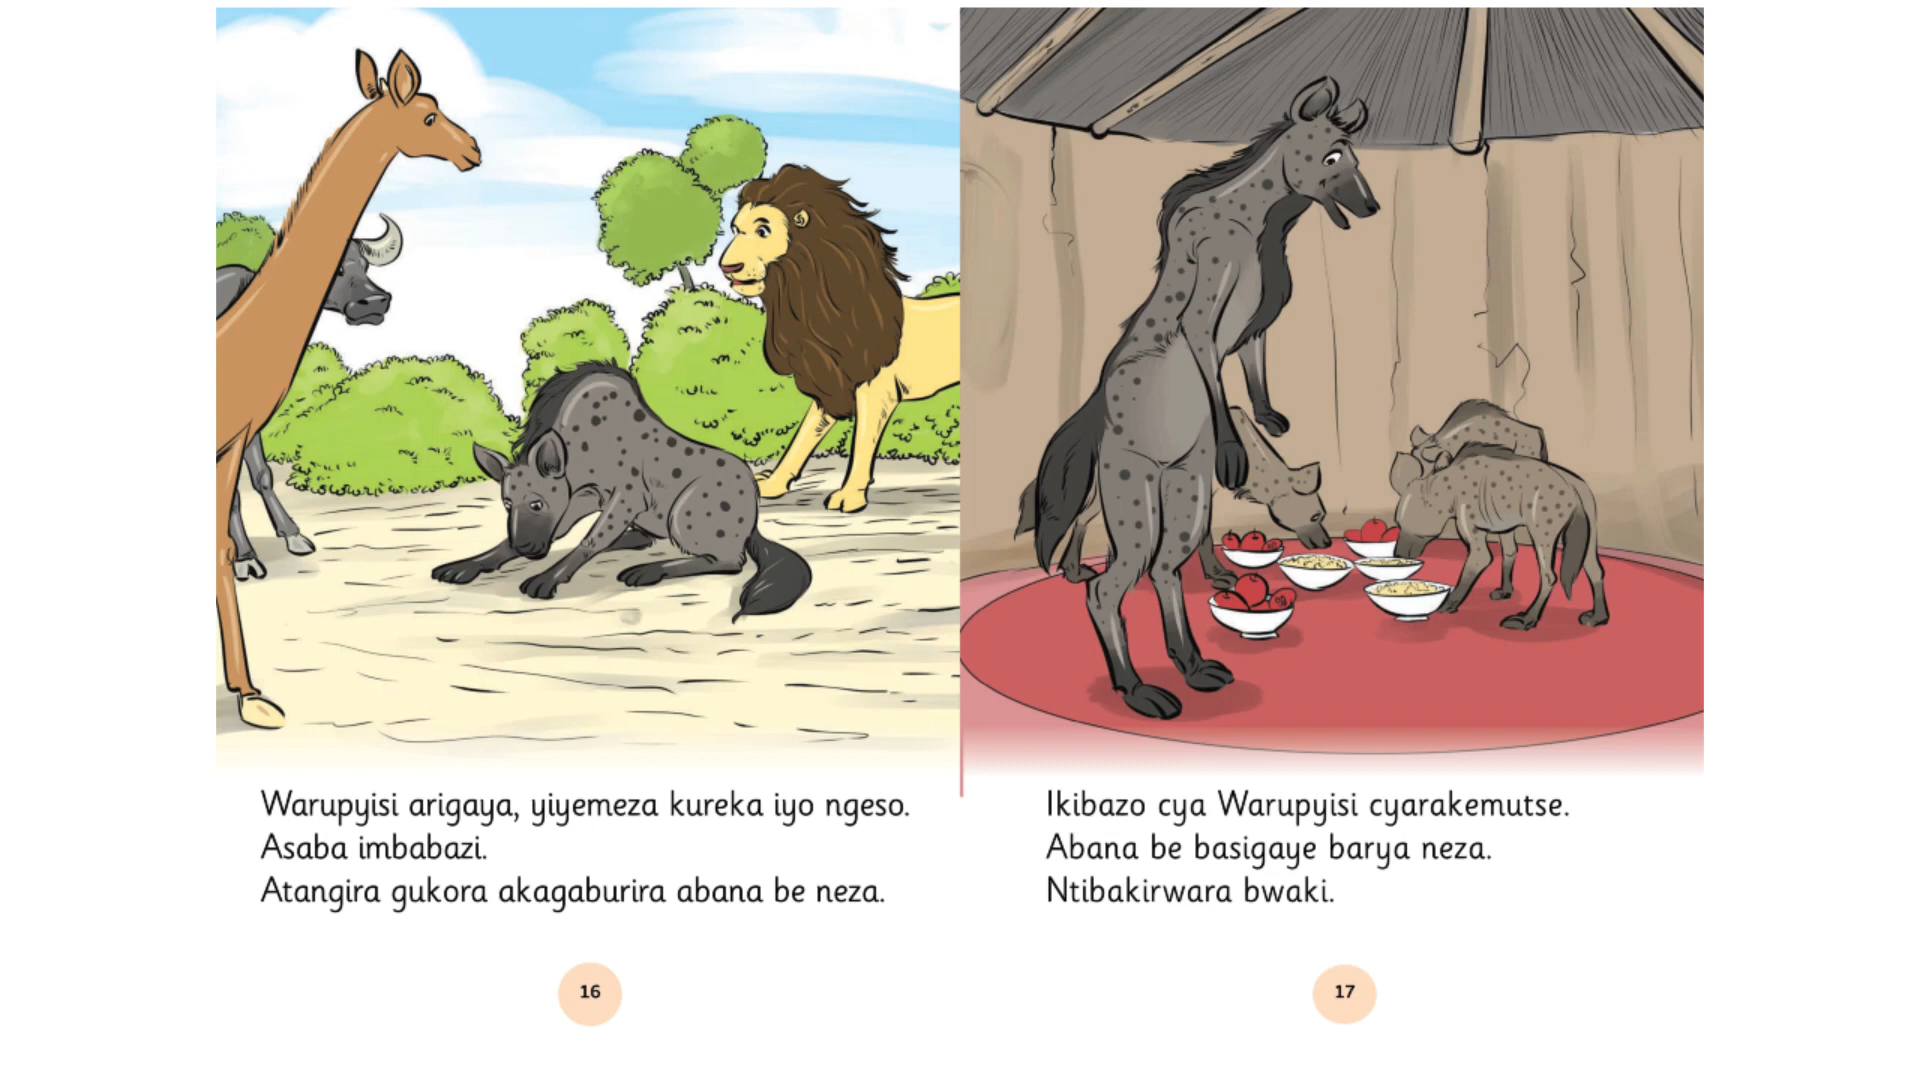 Warupyisi arigaya, yiyemeza kureka iyo ngeso.
Asaba imbabazi.
Atangira gukora akagaburira abana be neza.
16
Ikibazo cya Warupyisi cyarakemutse.
Abana be basigaye barya neza.
Ntibakirwara bwaki.
17